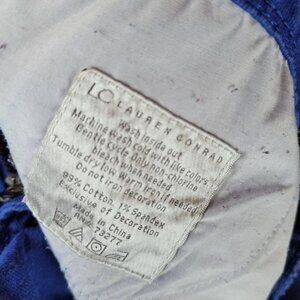 LC LAUREN CONRAD
Wash inside out
Machine wash cold with like colors
Gentle Cycle Only non-chlorine
bleach when needed
Tumble dry low Warm iron if needed
Do not iron decoration
99% Cotton, 1% Spandex
Exclusive of Decoration
Made in China
RN# 73277